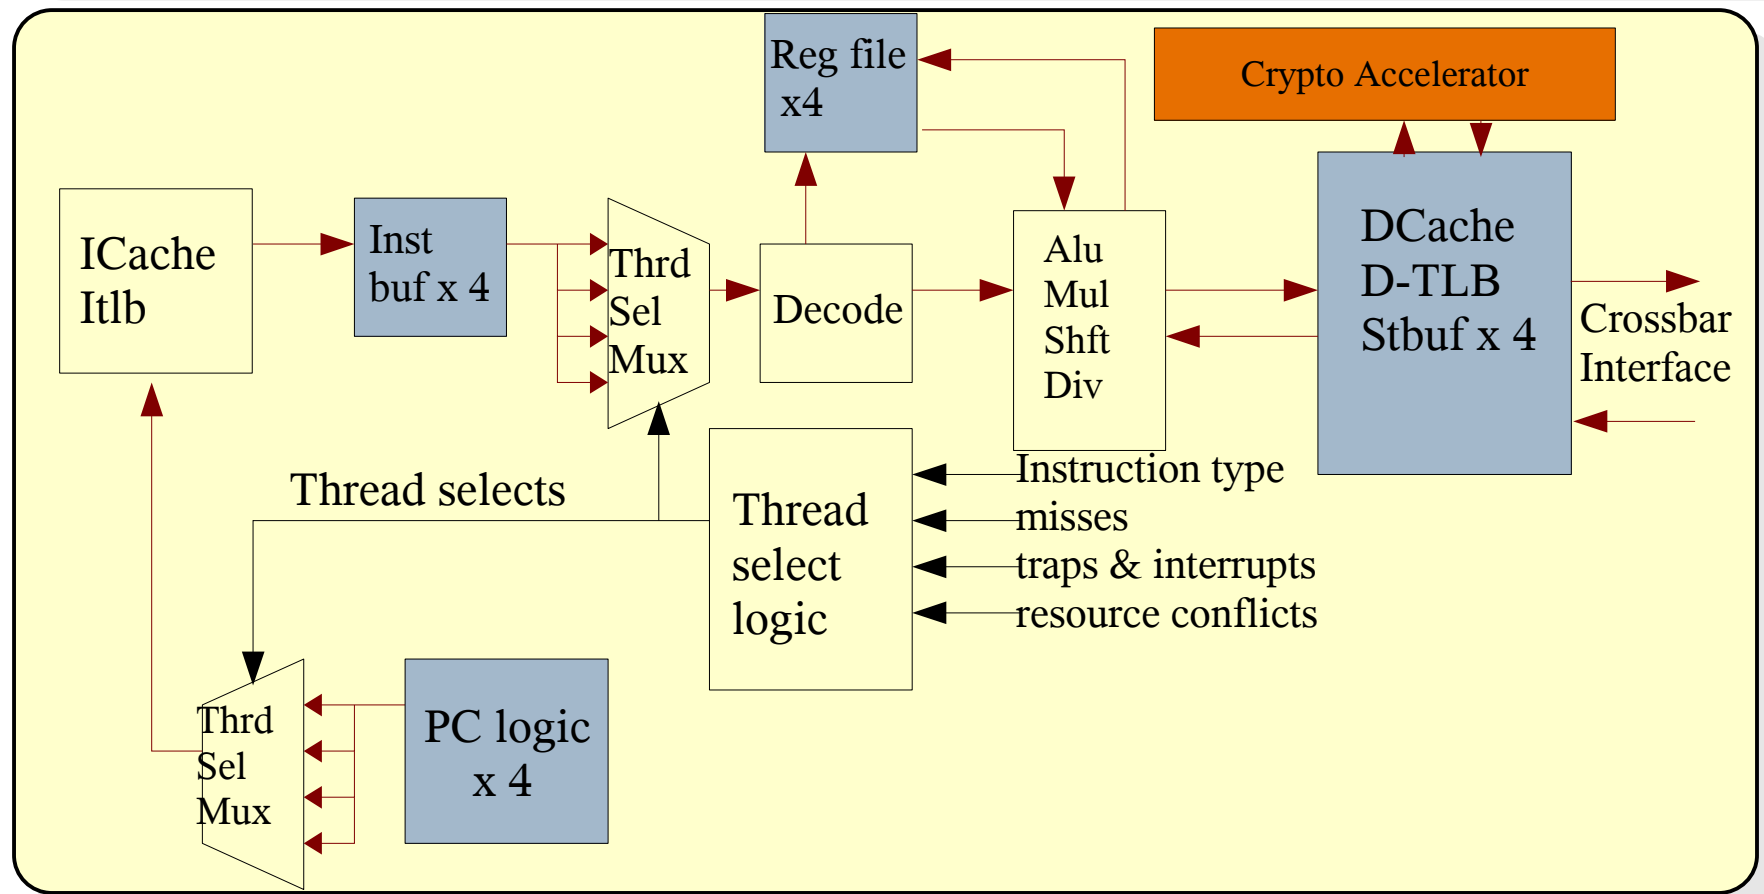 Reg file
x4
Crypto Accelerator
ICache
Itlb
Inst
buf x 4
Thrd
Sel
Mux
Decode
Alu
Mul
Shft
Div
DCache
D-TLB
Stbuf x 4
Crossbar
Interface
Thread selects
Thread
select
logic
Instruction type
misses
traps & interrupts
resource conflicts
Thrd
Sel
Mux
PC logic
x 4